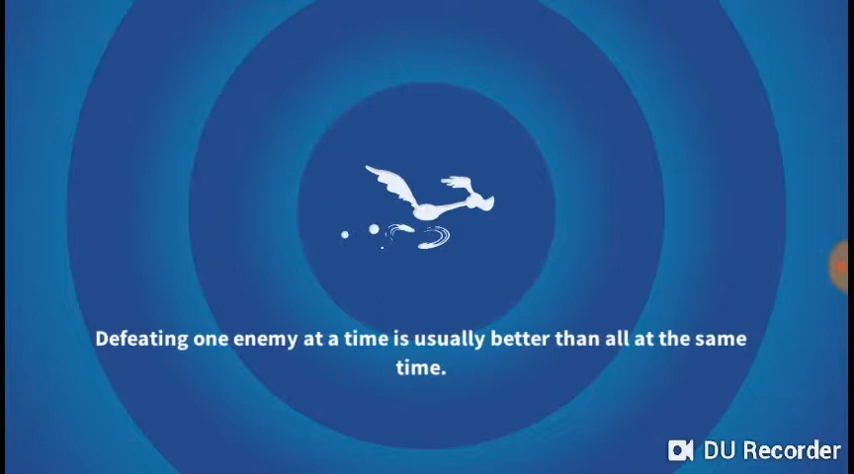 Defeating one enemy at a time is usually better than all at the same
time.
DU Recorder